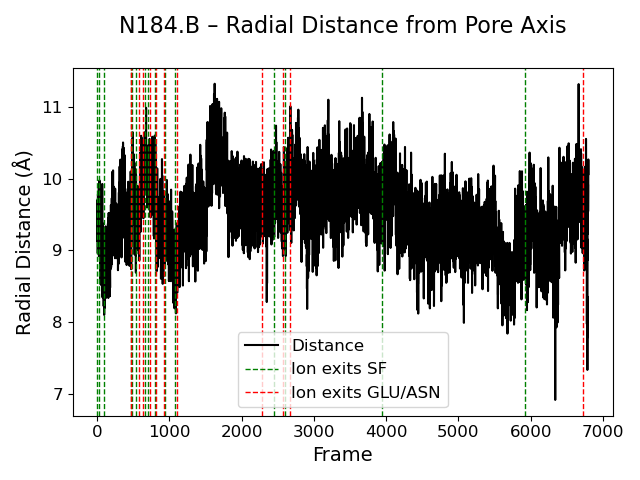 N184.B – Radial Distance from Pore Axis
Radial Distance (Å)
11
10
9
8
7
Distance
Ion exits SF
Ion exits GLU/ASN
0 1000 2000 3000 4000 5000 6000 7000
Frame